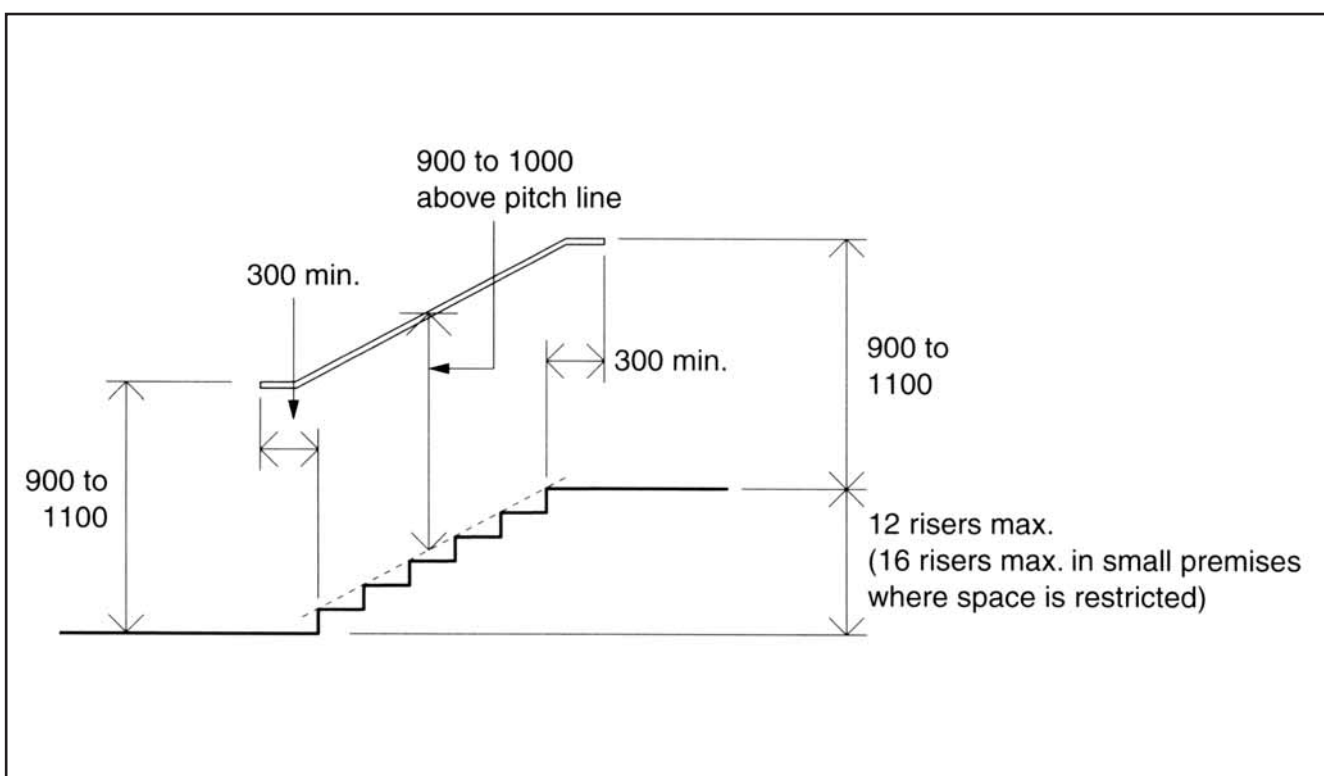 900 to 1000
above pitch line
300 min.
300 min.
900 to
1100
900 to
1100
12 risers max.
(16 risers max. in small premises
where space is restricted)